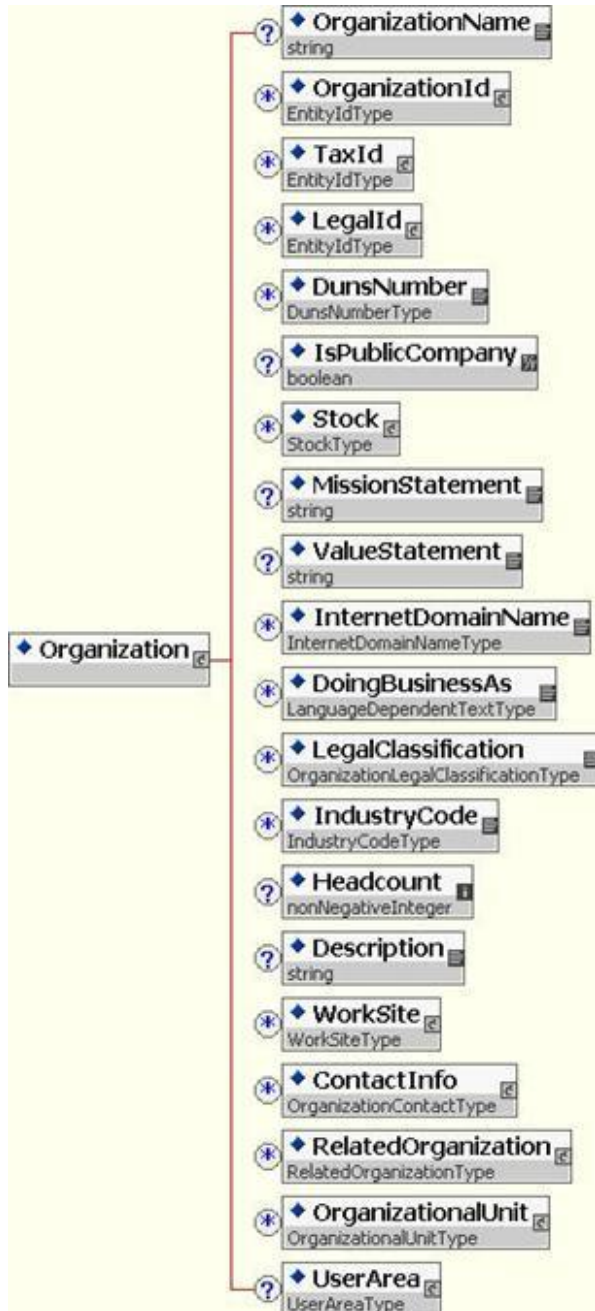 OrganizationName
string
OrganizationId
EntityIdType
TaxId
EntityIdType
LegalId
EntityIdType
DunsNumber
DunsNumberType
IsPublicCompany
boolean
Stock
StockType
MissionStatement
string
ValueStatement
string
InternetDomainName
InternetDomainNameType
Organization
DoingBusinessAs
LanguageDependentTextType
LegalClassification
OrganizationLegalClassificationType
IndustryCode
IndustryCodeType
Headcount
nonNegativeInteger
Description
string
WorkSite
WorkSiteType
ContactInfo
OrganizationContactType
RelatedOrganization
RelatedOrganizationType
OrganizationalUnit
OrganizationalUnitType
UserArea
UserAreaType